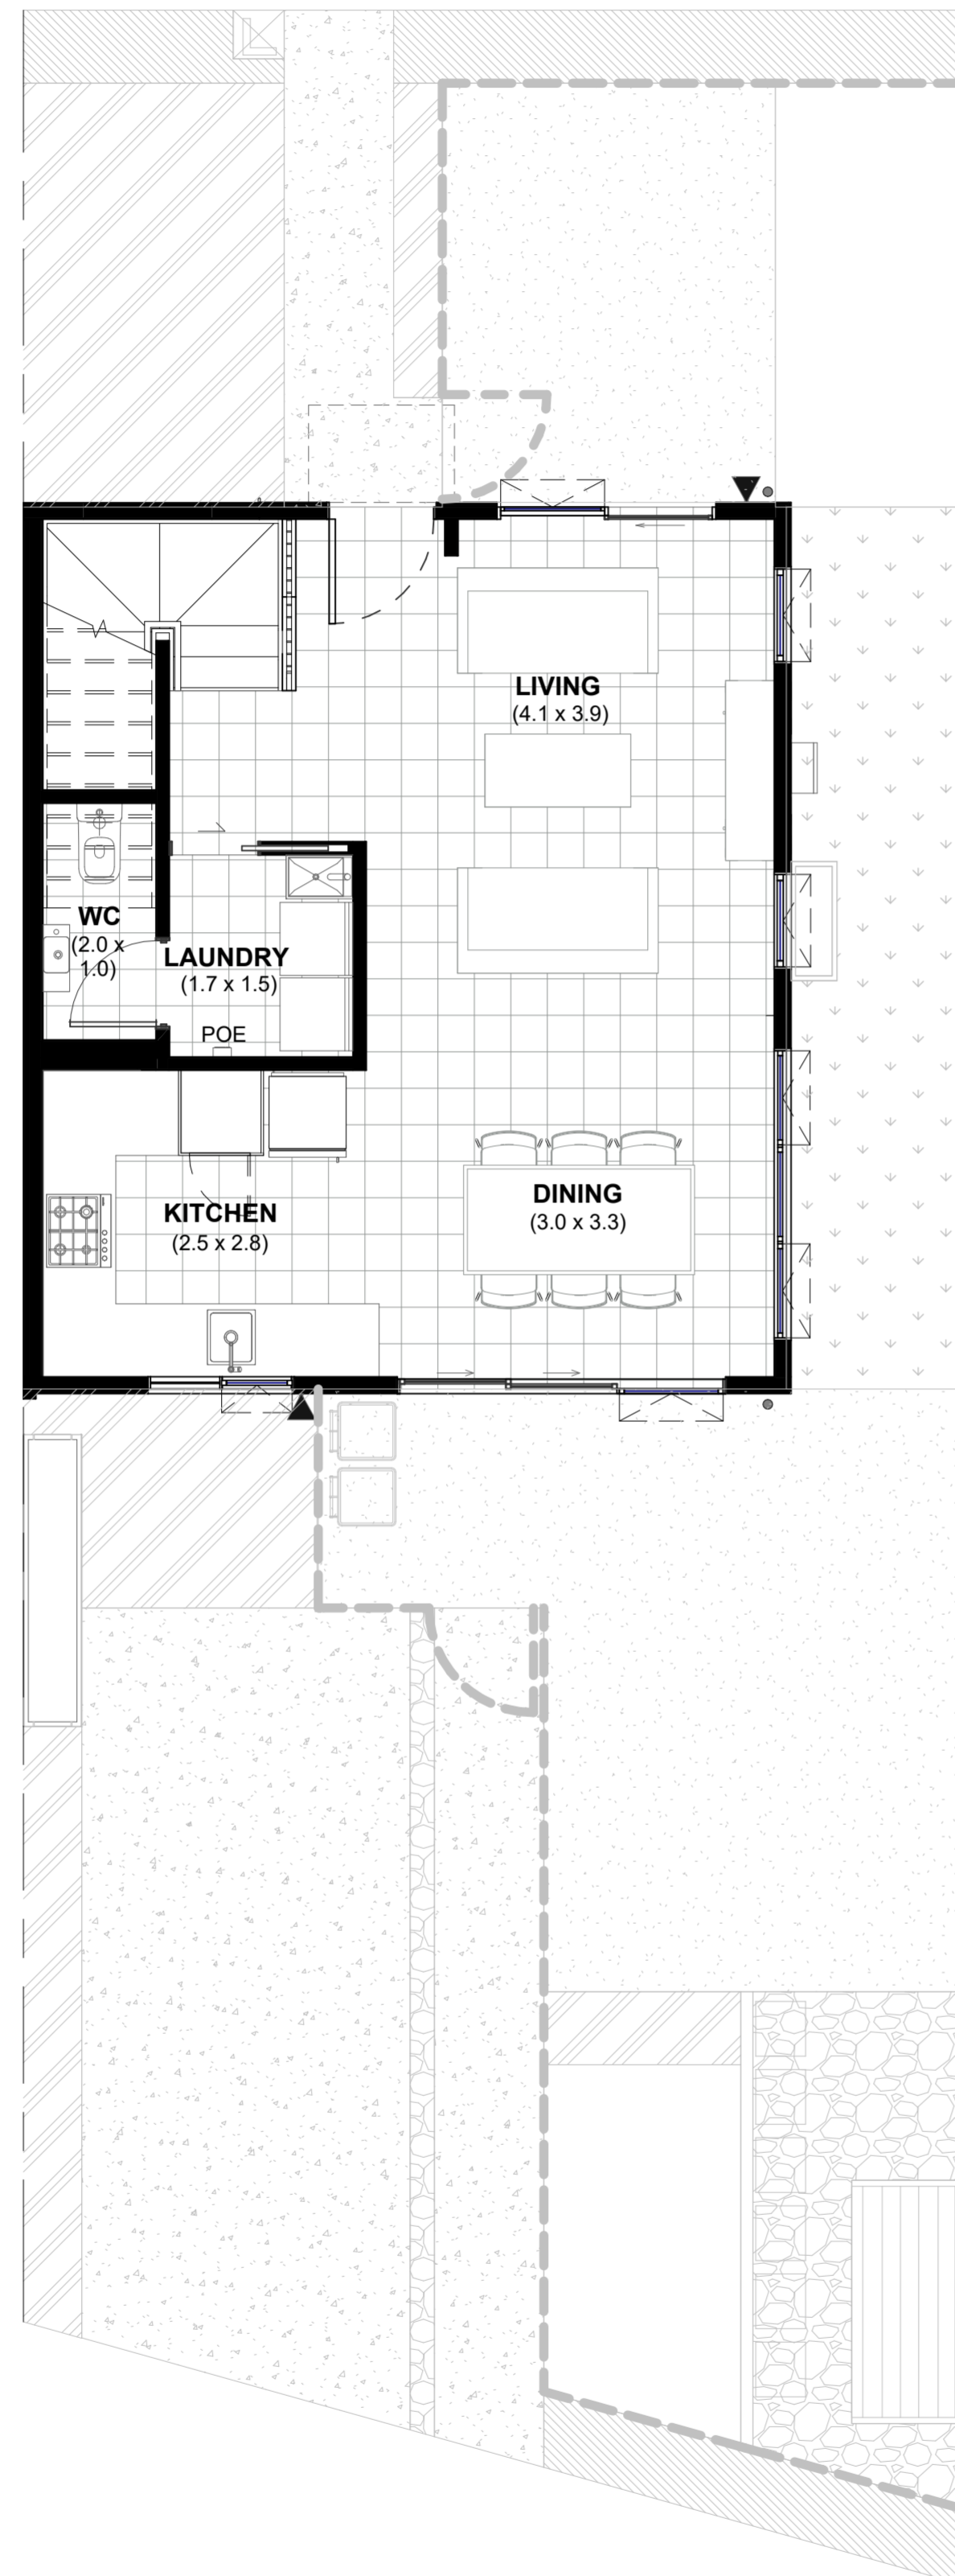 LIVING
(4.1 x 3.9)
WC
(2.0 x
1.0)
LAUNDRY
(1.7 x 1.5)
POE
KITCHEN
(2.5 x 2.8)
DINING
(3.0 x 3.3)